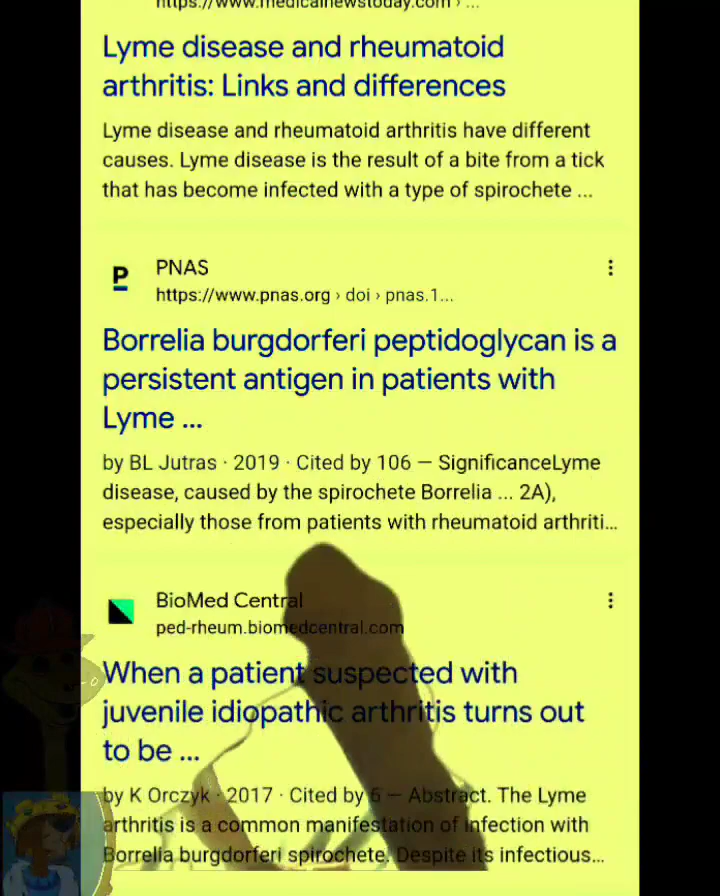 https://www.medicalnewstoday.com › ...
Lyme disease and rheumatoid
arthritis: Links and differences
Lyme disease and rheumatoid arthritis have different
causes. Lyme disease is the result of a bite from a tick
that has become infected with a type of spirochete ...
P PNAS
https://www.pnas.org › doi › pnas.1...
Borrelia burgdorferi peptidoglycan is a
persistent antigen in patients with
Lyme ...
by BL Jutras · 2019 · Cited by 106 — SignificanceLyme
disease, caused by the spirochete Borrelia ... 2A),
especially those from patients with rheumatoid arthriti...
BioMed Central
ped-rheum.biomedcentral.com
When a patient suspected with
juvenile idiopathic arthritis turns out
to be ...
by K Orczyk · 2017 · Cited by 6 — Abstract. The Lyme
arthritis is a common manifestation of infection with
Borrelia burgdorferi spirochete. Despite its infectious...